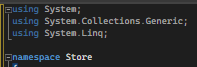 using System;
using System.Collections.Generic;
using System.Linq;
namespace Store
{